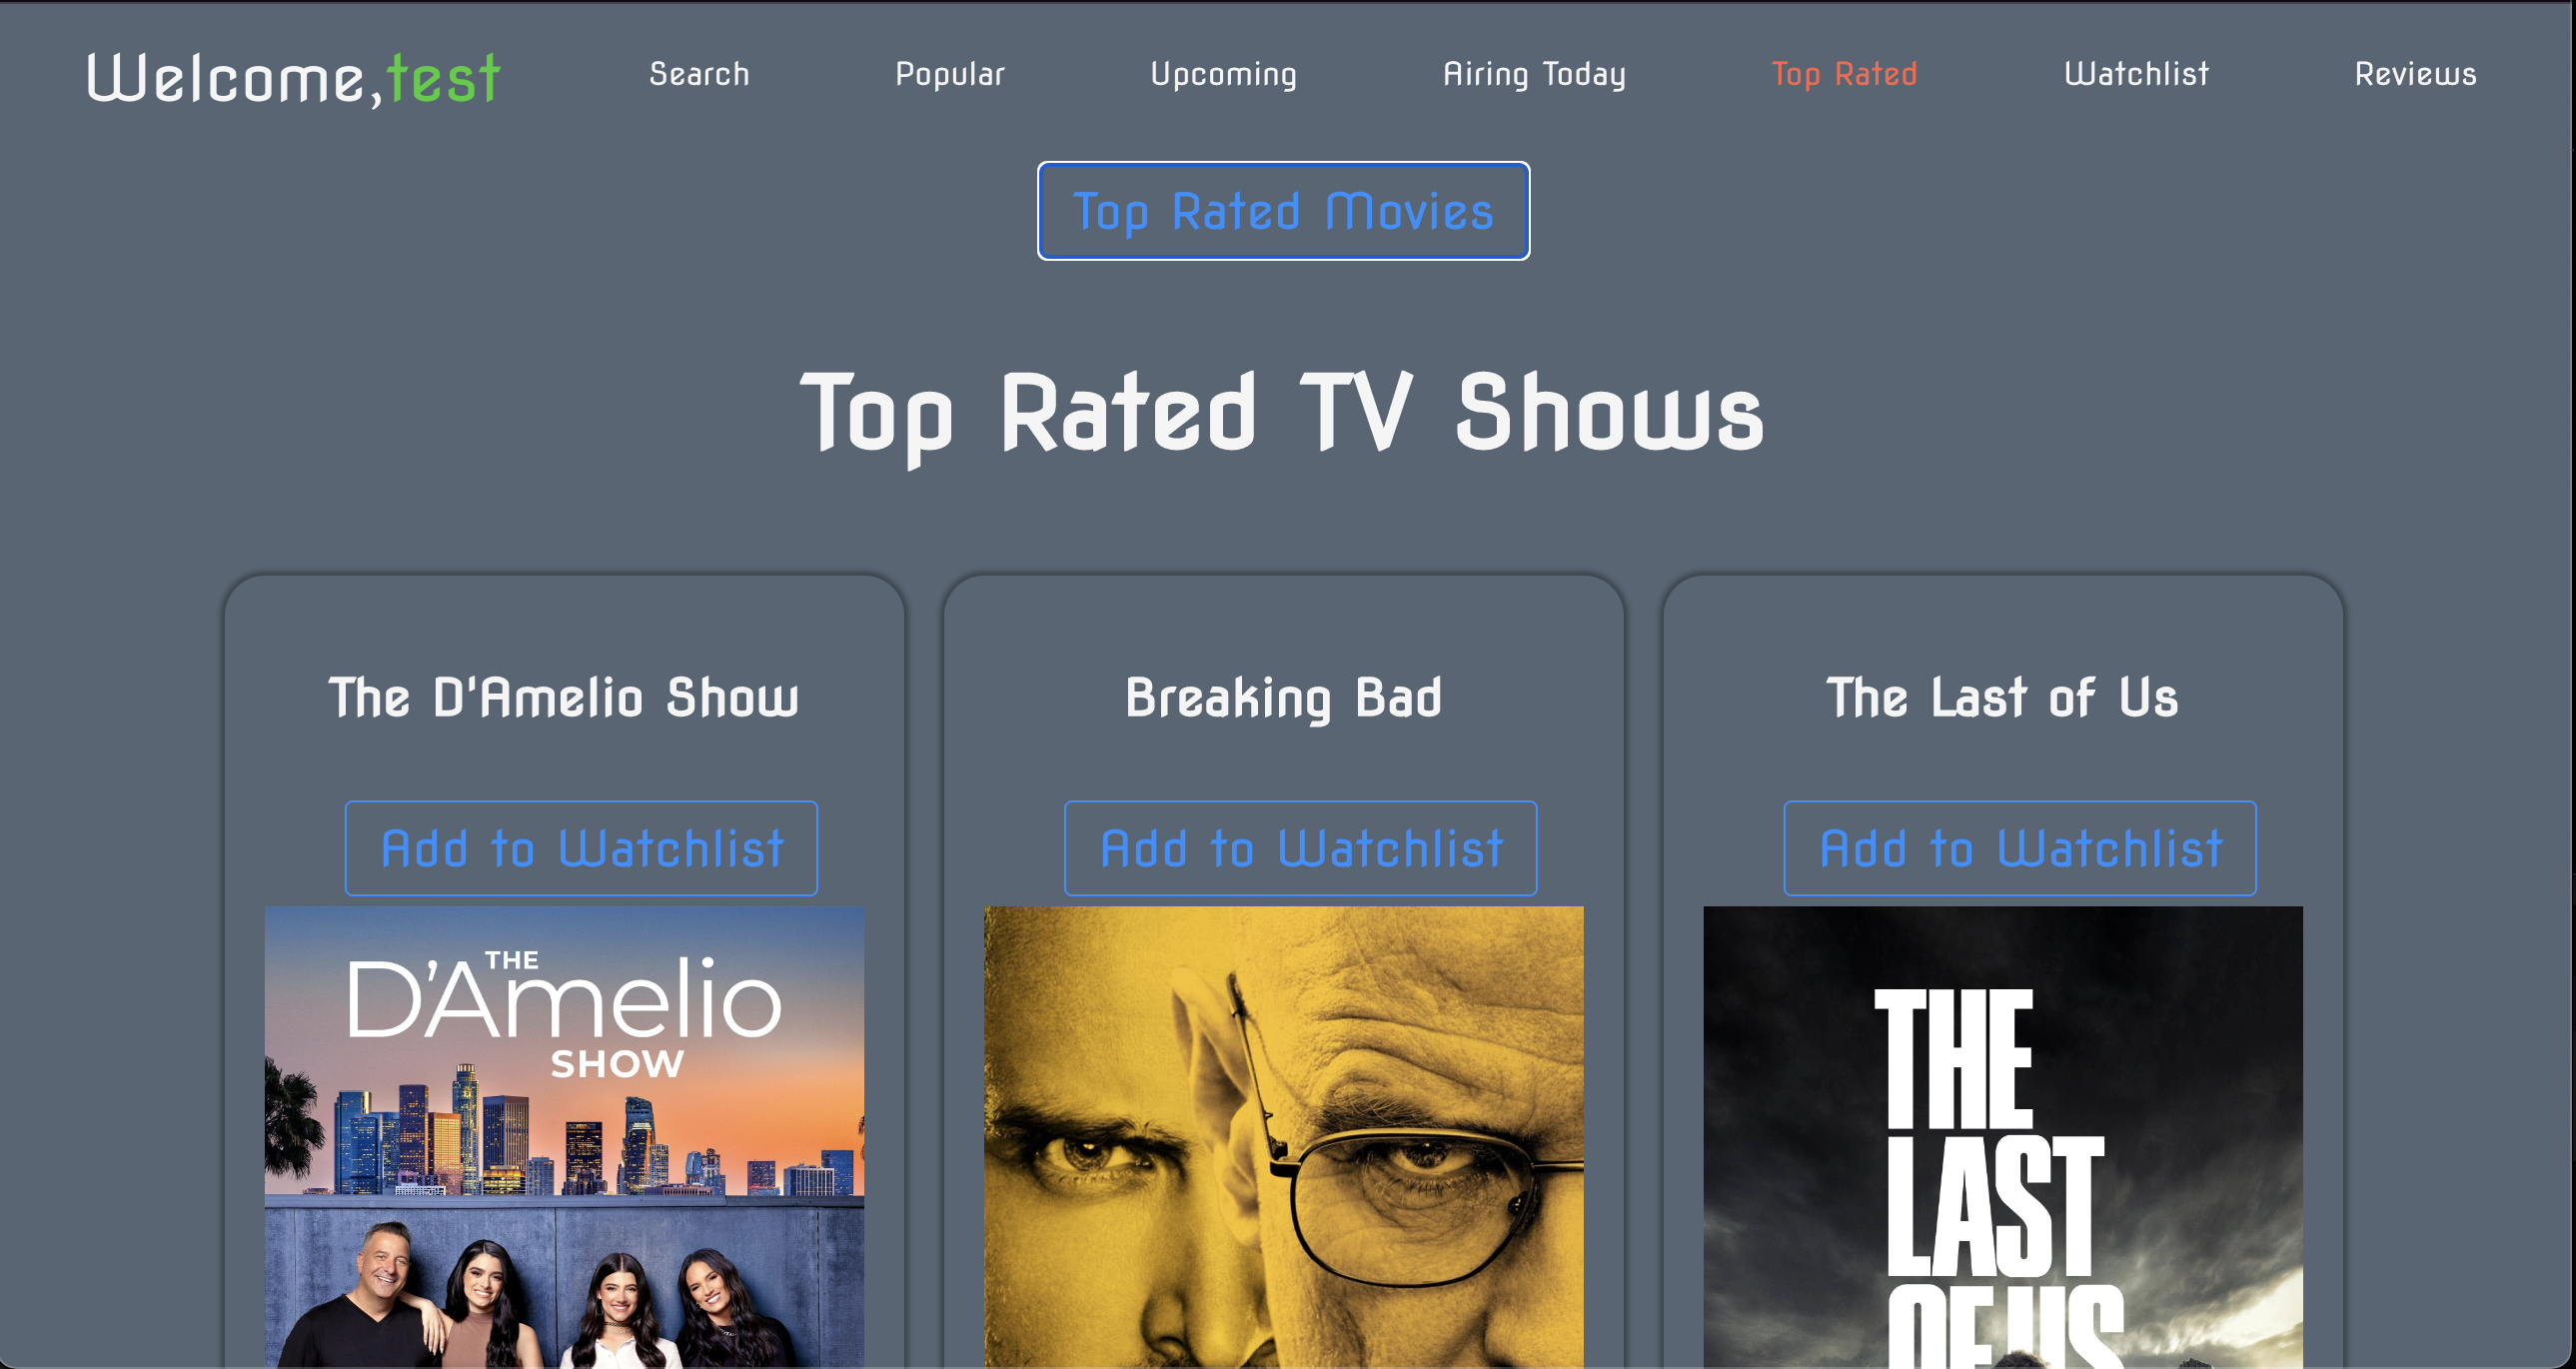 Welcome,test Search Popular Upcoming Airing Today Top Rated Watchlist Reviews
Top Rated Movies
Top Rated TV Shows
The D'Amelio Show
Add to Watchlist
THE
D'Amelio
SHOW
Breaking Bad
Add to Watchlist
The Last of Us
Add to Watchlist
THE
LAST
OF US